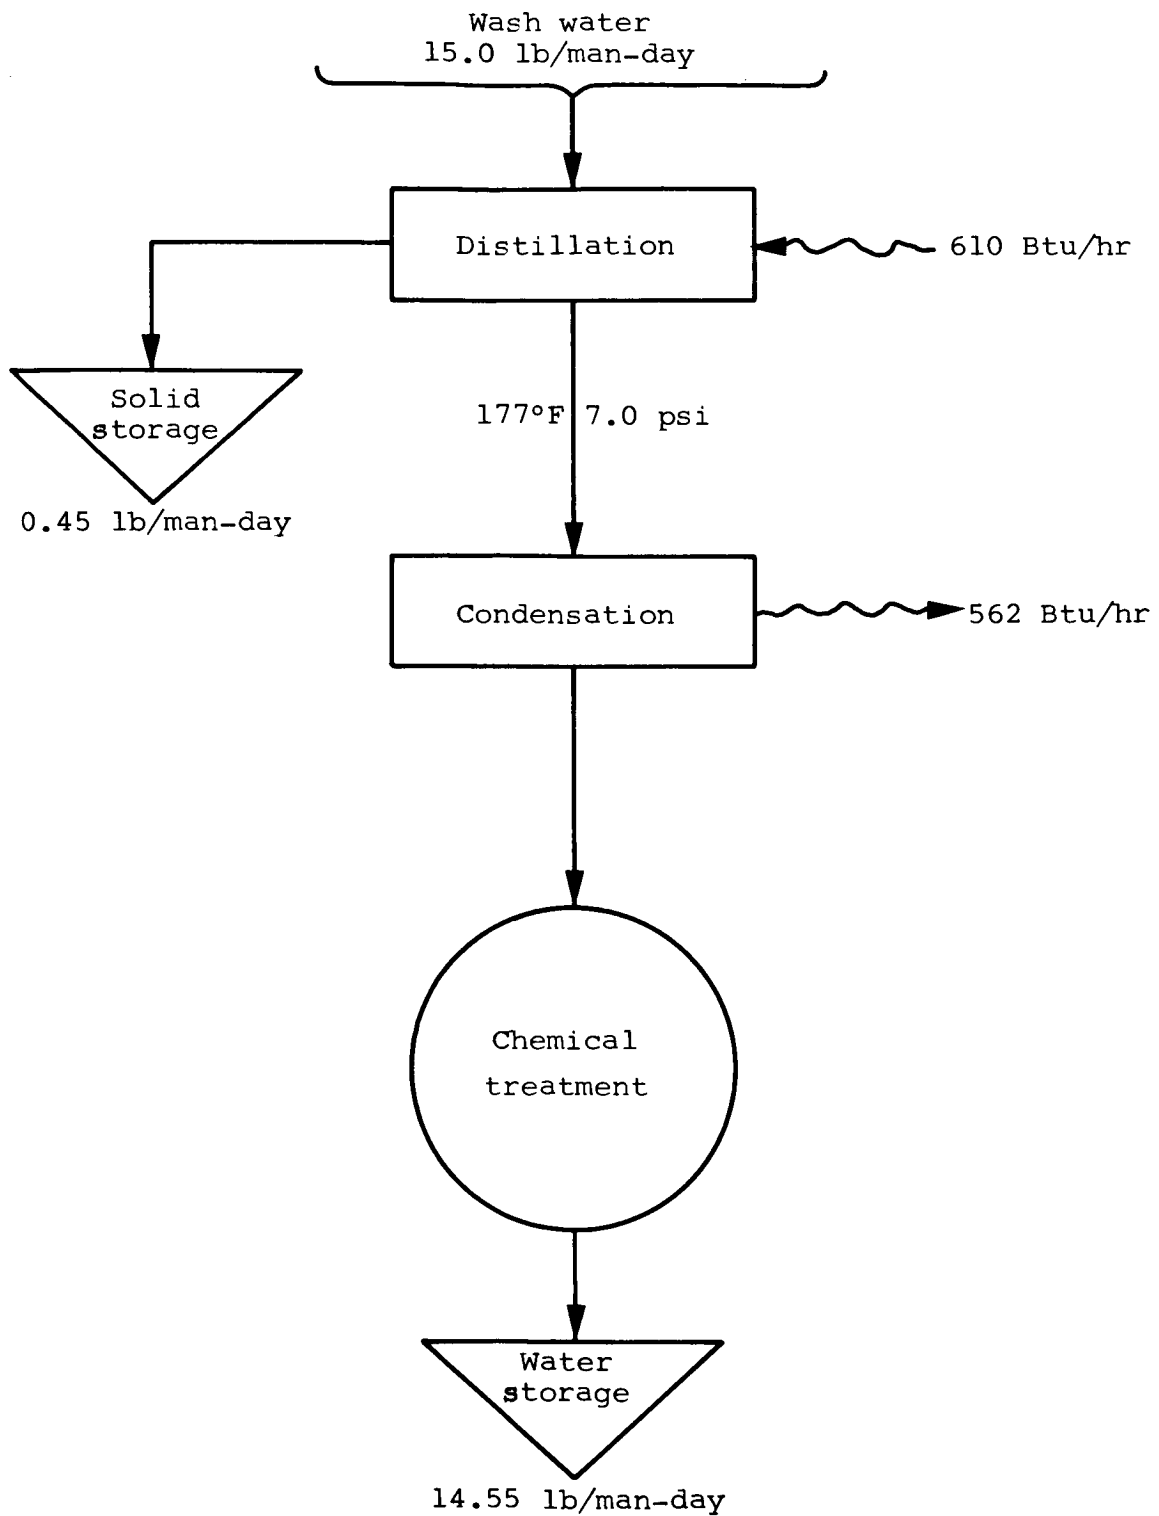 Wash water
15.0 lb/man-day
Distillation
610 Btu/hr
Solid
storage
0.45 lb/man-day
177°F 7.0 psi
Condensation
562 Btu/hr
Chemical
treatment
Water
storage
14.55 lb/man-day